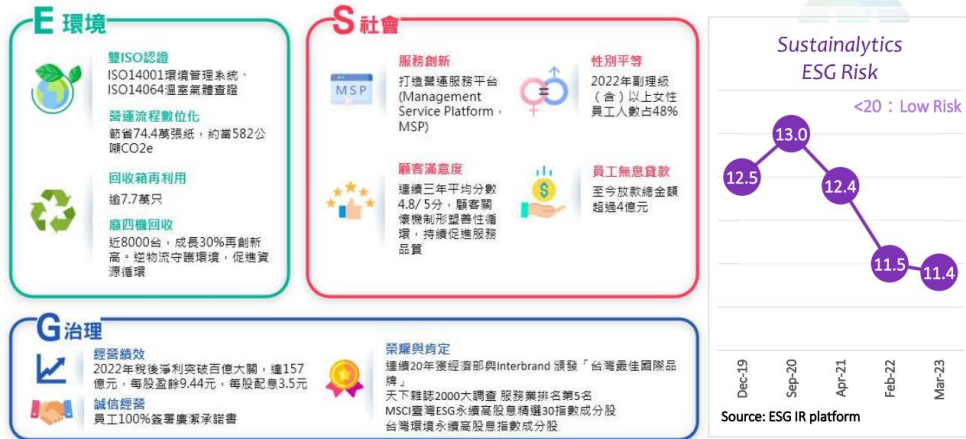 E 環境
雙ISO認證
ISO14001環境管理系統、
ISO14064溫室氣體查證
營運流程數位化
節省74.4萬張紙，約當582公
噸CO2e
回收箱再利用
逾7.7萬只
廢四機回收
近8000台，成長30%再創新
高。逆物流守護環境，促進資
源循環
S 社會
MSP
服務創新
打造營運服務平台
(Management
Service Platform，
MSP)
性別平等
2022年副理級
（含）以上女性
員工人數占48%
顧客滿意度
連續三年平均分數
4.8/ 5分，顧客關
懷機制形塑善性循
環，持續促進服務
品質
$
員工無息貸款
至今放款總金額
超過4億元
G 治理
經營績效
2022年稅後淨利突破百億大關，達157
億元，每股盈餘9.44元，每股配息3.5元
誠信經營
員工100%簽署廉潔承諾書
榮耀與肯定
連續20年獲經濟部與Interbrand 頒發「台灣最佳國際品
牌」
天下雜誌2000大調查 服務業排名第5名
MSCI臺灣ESG永續高股息精選30指數成分股
台灣環境永續高股息指數成分股
Sustainalytics
ESG Risk
<20：Low Risk
12.5
13.0
12.4
11.5
11.4
Dec-19
Sep-20
Apr-21
Feb-22
Mar-23
Source: ESG IR platform